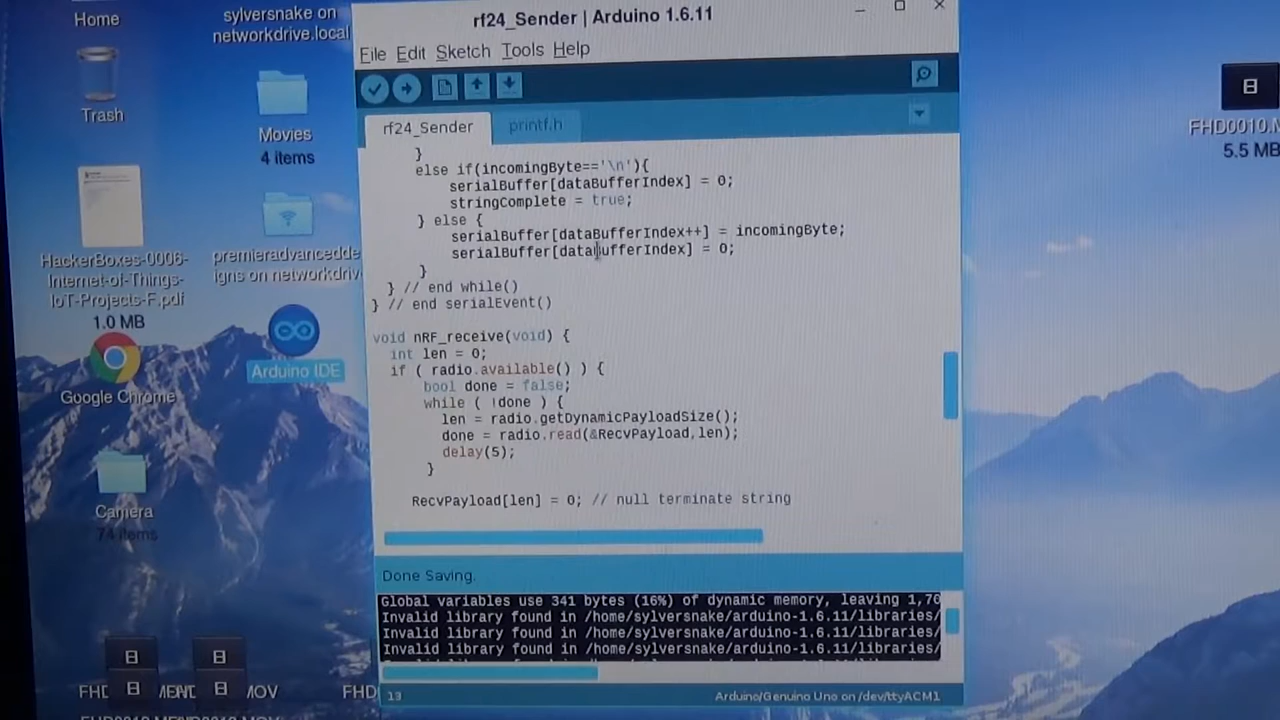 Home
sylversnake on
networkdrive.local
Trash
Movies
4 items
HackerBoxes-0006-
Internet-of-Things-
IoT-Projects-F.pdf
1.0 MB
premieradvancedde
igns on networkdriv
Google Chrome
Arduino IDE
Camera
74 items
FHD
MOV
FHD
rf24_Sender | Arduino 1.6.11
File Edit Sketch Tools Help
rf24_Sender printf.h
}
else if(incomingByte=='\n'){
serialBuffer[dataBufferIndex] = 0;
stringComplete = true;
} else {
serialBuffer[dataBufferIndex++] = incomingByte;
serialBuffer[dataBufferIndex] = 0;
}
} // end while()
} // end serialEvent()
void nRF_receive(void) {
int len = 0;
if ( radio.available() ) {
bool done = false;
while ( !done ) {
len = radio.getDynamicPayloadSize();
done = radio.read(&RecvPayload,len);
delay(5);
}
RecvPayload[len] = 0; // null terminate string
Done Saving.
Global variables use 341 bytes (16%) of dynamic memory, leaving 1,70
Invalid library found in /home/sylversnake/arduino-1.6.11/libraries/
Invalid library found in /home/sylversnake/arduino-1.6.11/libraries/
Invalid library found in /home/sylversnake/arduino-1.6.11/libraries/
13
Arduino/Genuino Uno on /dev/ttyACM1
FHD0010.M
5.5 MB